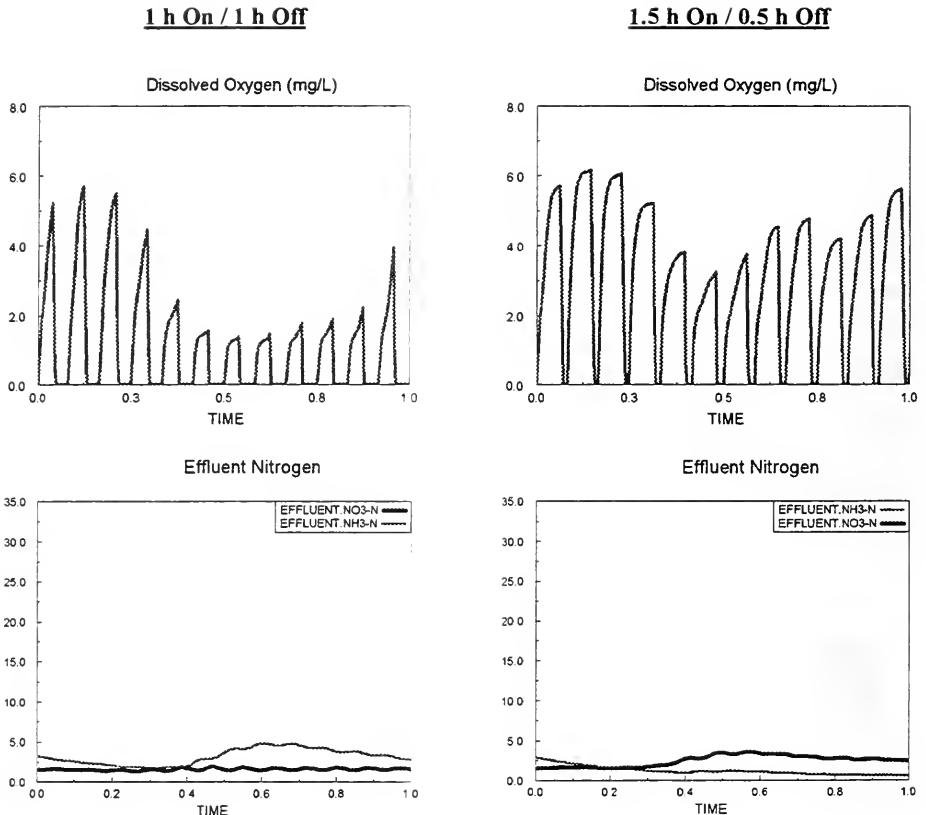 1 h On / 1 h Off
1.5 h On / 0.5 h Off
Dissolved Oxygen (mg/L)
8.0
6.0
4.0
2.0
0.0
0.0 0.3 0.5 0.8 1.0
TIME
Dissolved Oxygen (mg/L)
8.0
6.0
4.0
2.0
0.0
0.0 0.3 0.5 0.8 1.0
TIME
Effluent Nitrogen
35.0
30.0
25.0
20.0
15.0
10.0
5.0
0.0
EFFLUENT.NO3-N
EFFLUENT.NH3-N
0.0 0.2 0.4 0.6 0.8 1.0
TIME
Effluent Nitrogen
35.0
30.0
25.0
20.0
15.0
10.0
5.0
0.0
EFFLUENT.NH3-N
EFFLUENT.NO3-N
0.0 0.2 0.4 0.6 0.8 1.0
TIME